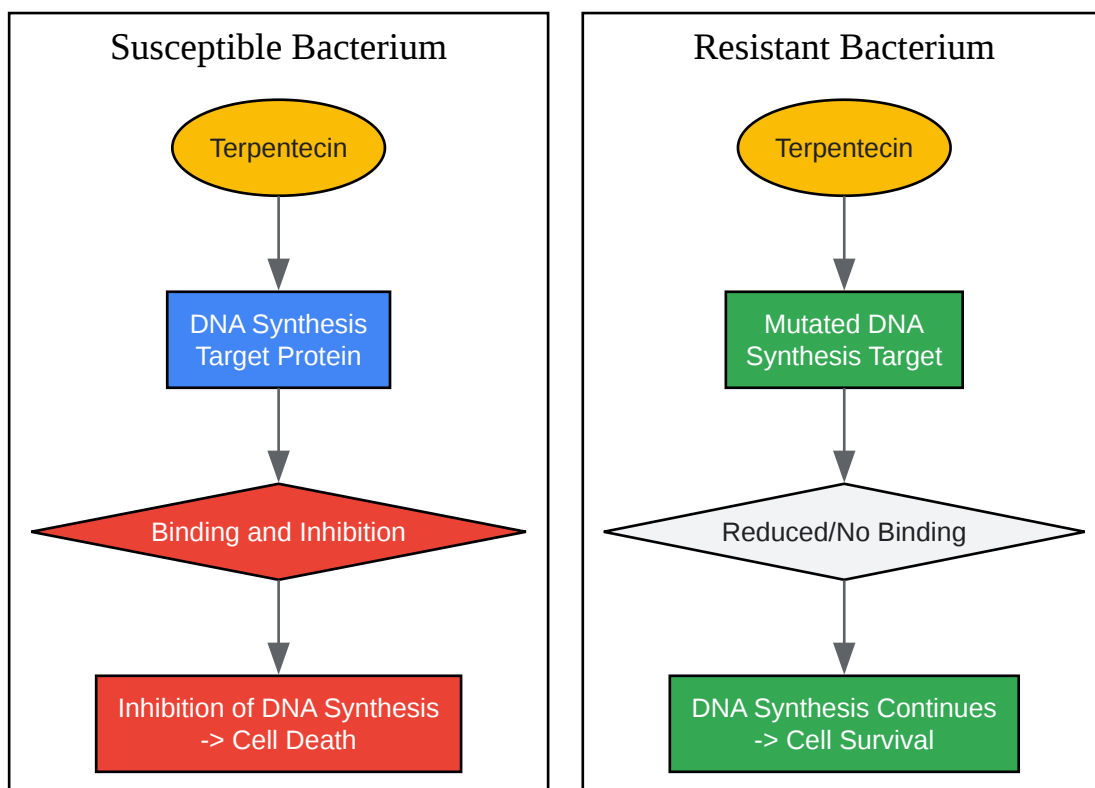 Susceptible Bacterium
Terpentecin
DNA Synthesis
Target Protein
Binding and Inhibition
Inhibition of DNA Synthesis
-> Cell Death
Resistant Bacterium
Terpentecin
Mutated DNA
Synthesis Target
Reduced/No Binding
DNA Synthesis Continues
-> Cell Survival